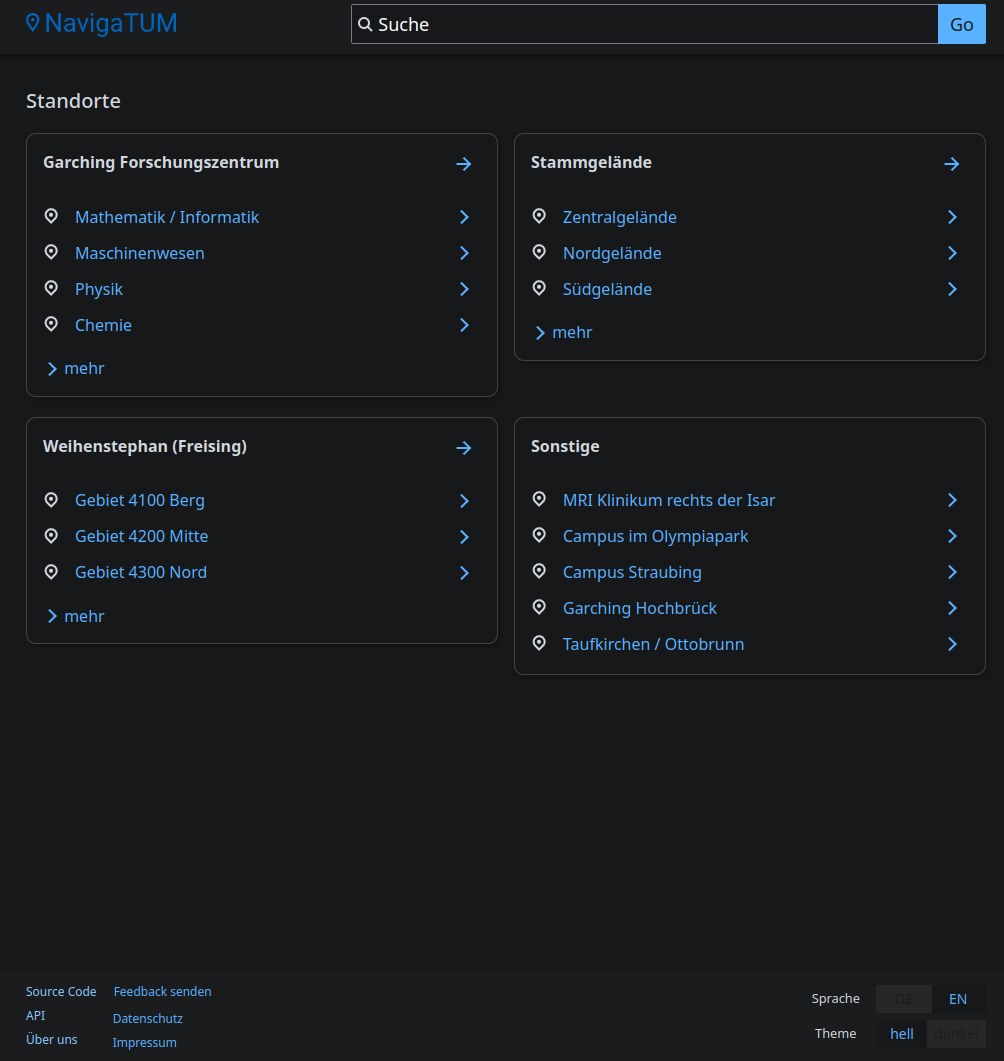 NavigaTUM
Suche
Go
Standorte
Garching Forschungszentrum
Mathematik / Informatik
Maschinenwesen
Physik
Chemie
mehr
Stammgelände
Zentralgelände
Nordgelände
Südgelände
mehr
Weihenstephan (Freising)
Gebiet 4100 Berg
Gebiet 4200 Mitte
Gebiet 4300 Nord
mehr
Sonstige
MRI Klinikum rechts der Isar
Campus im Olympiapark
Campus Straubing
Garching Hochbrück
Taufkirchen / Ottobrunn
Source Code
API
Über uns
Feedback senden
Datenschutz
Impressum
Sprache DE EN
Theme hell dunkel